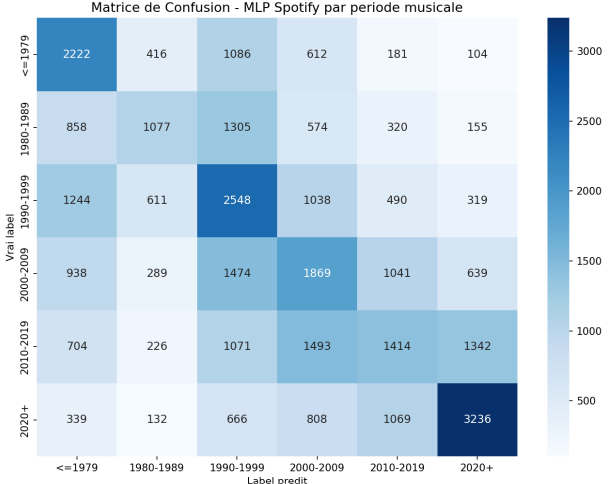 Matrice de Confusion - MLP Spotify par periode musicale
Vrai label
<=1979 2222 416 1086 612 181 104
1980-1989 858 1077 1305 574 320 155
1990-1999 1244 611 2548 1038 490 319
2000-2009 938 289 1474 1869 1041 639
2010-2019 704 226 1071 1493 1414 1342
2020+ 339 132 666 808 1069 3236
<=1979 1980-1989 1990-1999 2000-2009 2010-2019 2020+
Label predit
3000
2500
2000
1500
1000
500